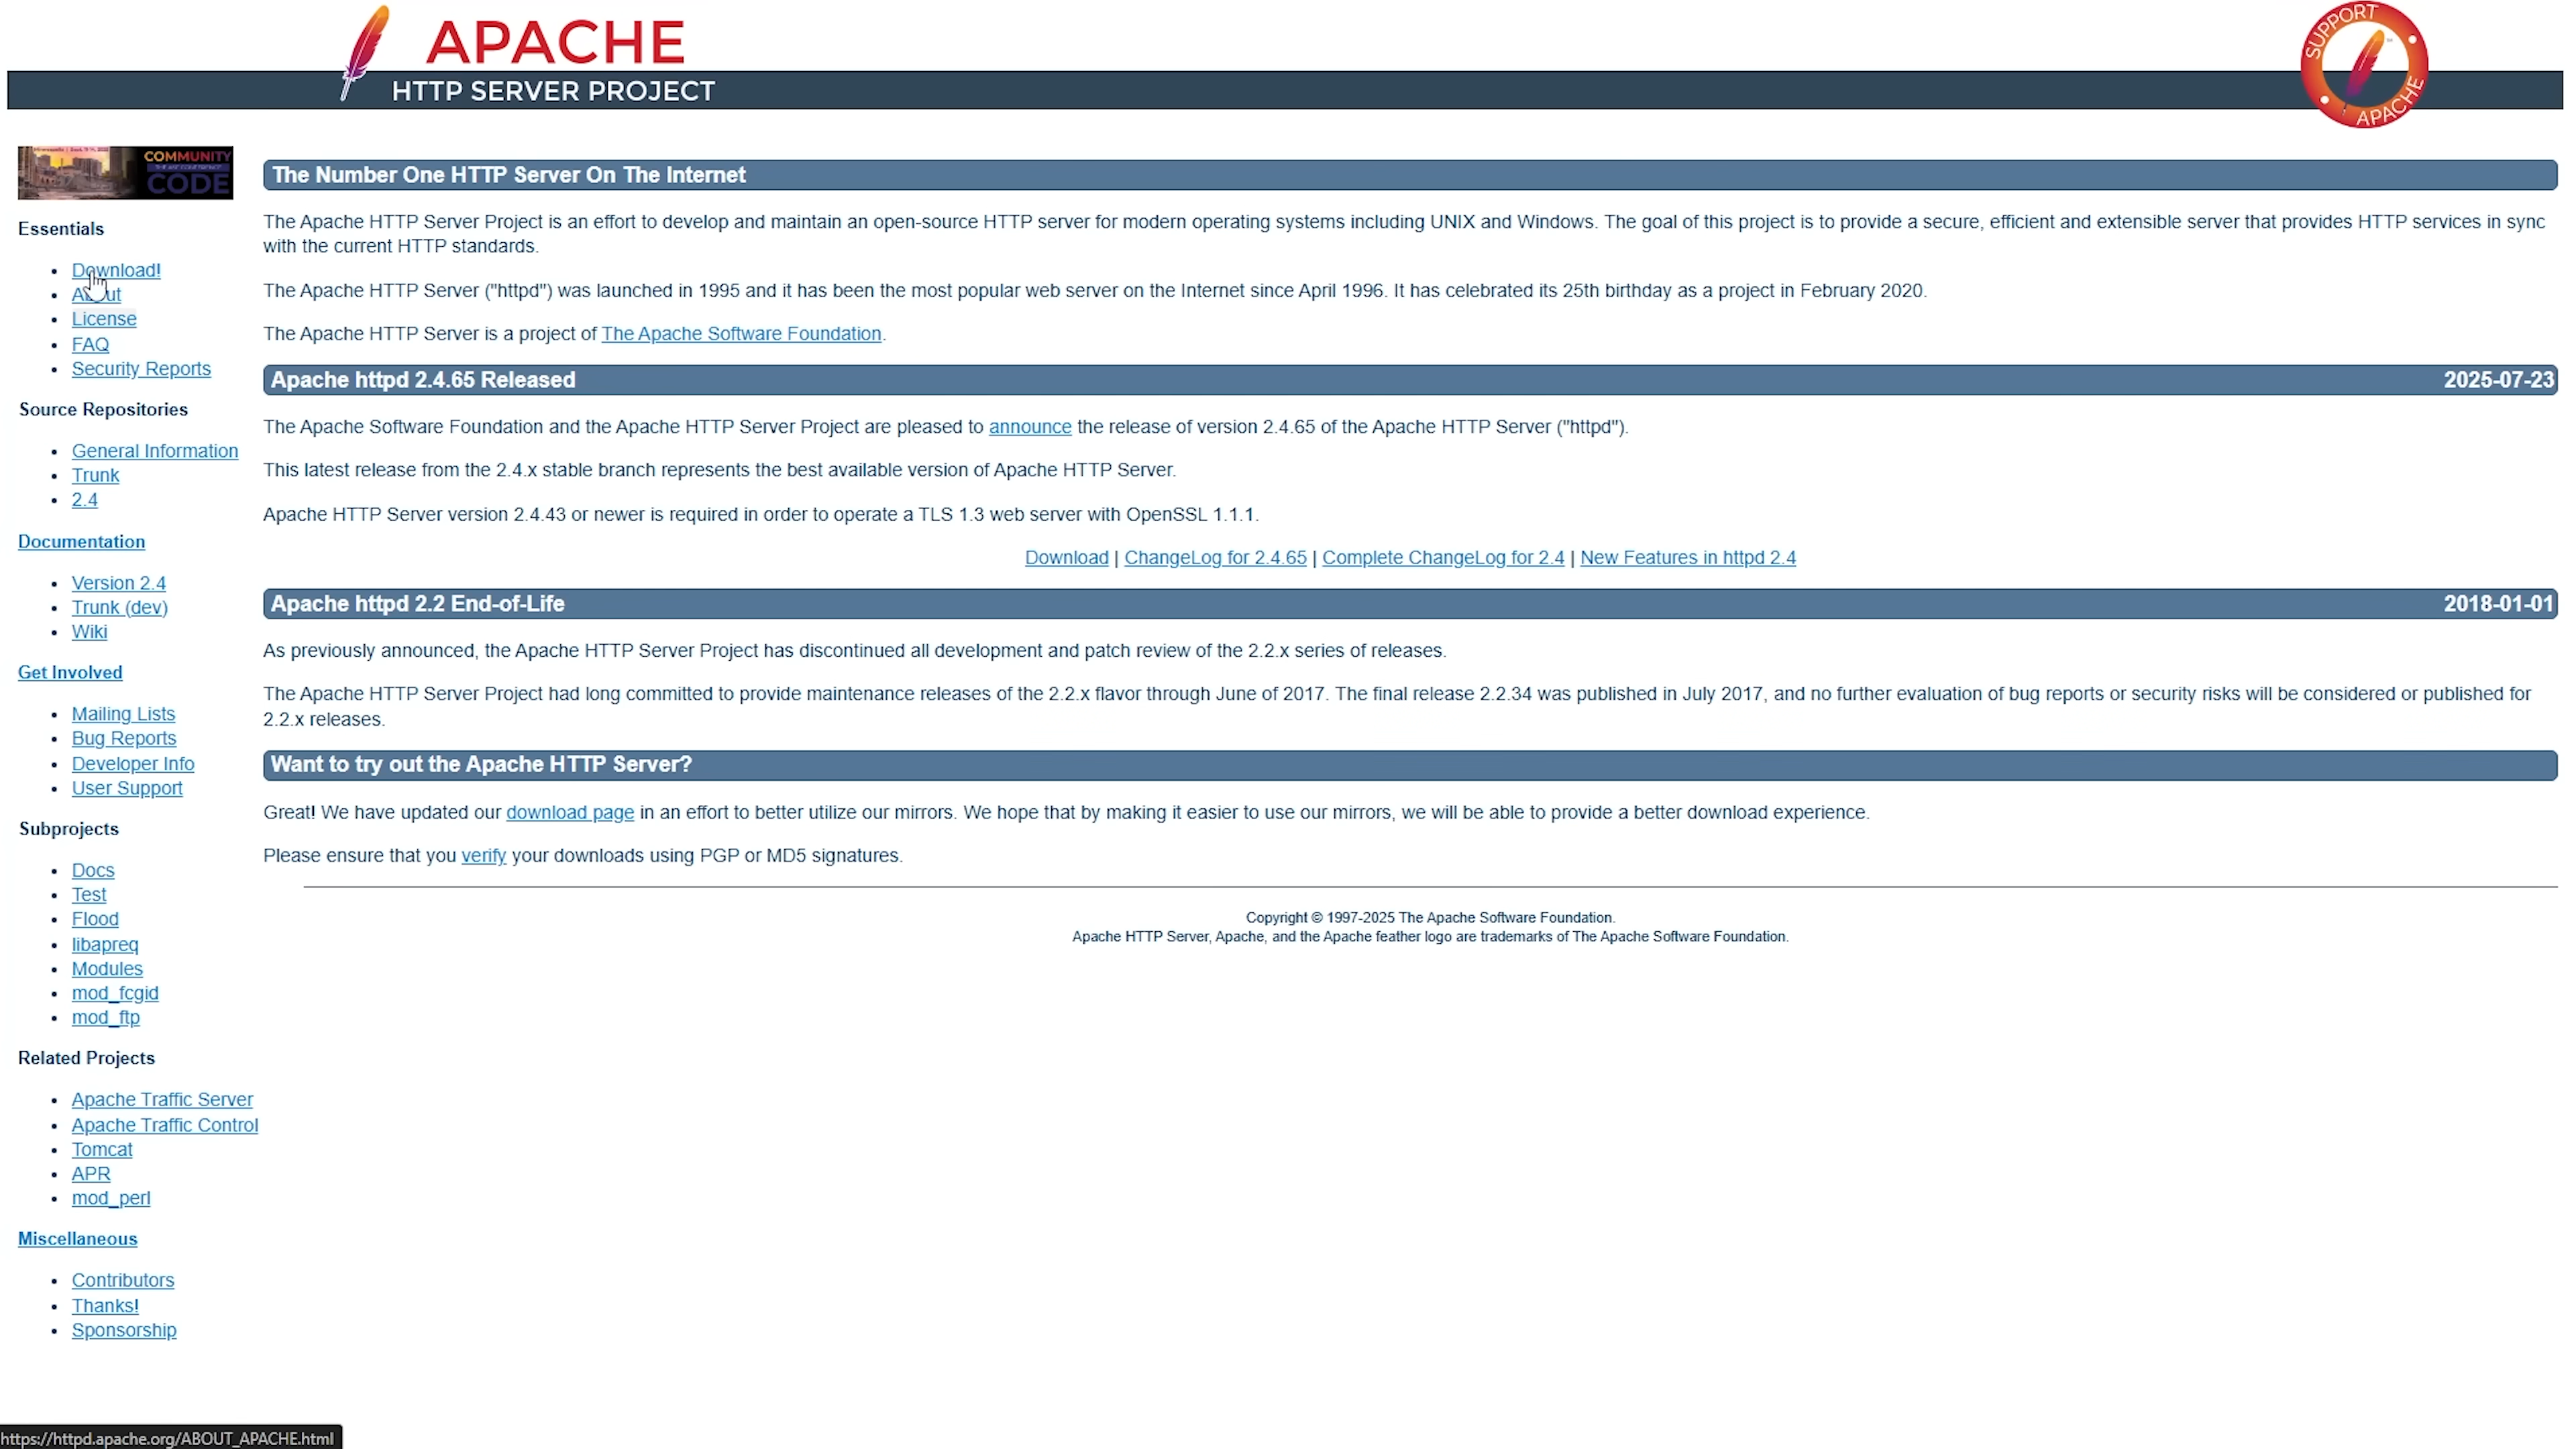 APACHE
HTTP SERVER PROJECT
SUPPORT
APACHE
COMMUNITY
CODE
Essentials
Download!
About
License
FAQ
Security Reports
Source Repositories
General Information
Trunk
2.4
Documentation
Version 2.4
Trunk (dev)
Wiki
Get Involved
Mailing Lists
Bug Reports
Developer Info
User Support
Subprojects
Docs
Test
Flood
libapreq
Modules
mod_fcgid
mod_ftp
Related Projects
Apache Traffic Server
Apache Traffic Control
Tomcat
APR
mod_perl
Miscellaneous
Contributors
Thanks!
Sponsorship
The Number One HTTP Server On The Internet
The Apache HTTP Server Project is an effort to develop and maintain an open-source HTTP server for modern operating systems including UNIX and Windows. The goal of this project is to provide a secure, efficient and extensible server that provides HTTP services in sync
with the current HTTP standards.
The Apache HTTP Server ("httpd") was launched in 1995 and it has been the most popular web server on the Internet since April 1996. It has celebrated its 25th birthday as a project in February 2020.
The Apache HTTP Server is a project of The Apache Software Foundation.
Apache httpd 2.4.65 Released 2025-07-23
The Apache Software Foundation and the Apache HTTP Server Project are pleased to announce the release of version 2.4.65 of the Apache HTTP Server ("httpd").
This latest release from the 2.4.x stable branch represents the best available version of Apache HTTP Server.
Apache HTTP Server version 2.4.43 or newer is required in order to operate a TLS 1.3 web server with OpenSSL 1.1.1.
Download | ChangeLog for 2.4.65 | Complete ChangeLog for 2.4 | New Features in httpd 2.4
Apache httpd 2.2 End-of-Life 2018-01-01
As previously announced, the Apache HTTP Server Project has discontinued all development and patch review of the 2.2.x series of releases.
The Apache HTTP Server Project had long committed to provide maintenance releases of the 2.2.x flavor through June of 2017. The final release 2.2.34 was published in July 2017, and no further evaluation of bug reports or security risks will be considered or published for
2.2.x releases.
Want to try out the Apache HTTP Server?
Great! We have updated our download page in an effort to better utilize our mirrors. We hope that by making it easier to use our mirrors, we will be able to provide a better download experience.
Please ensure that you verify your downloads using PGP or MD5 signatures.
Copyright © 1997-2025 The Apache Software Foundation.
Apache HTTP Server, Apache, and the Apache feather logo are trademarks of The Apache Software Foundation.
https://httpd.apache.org/ABOUT_APACHE.html